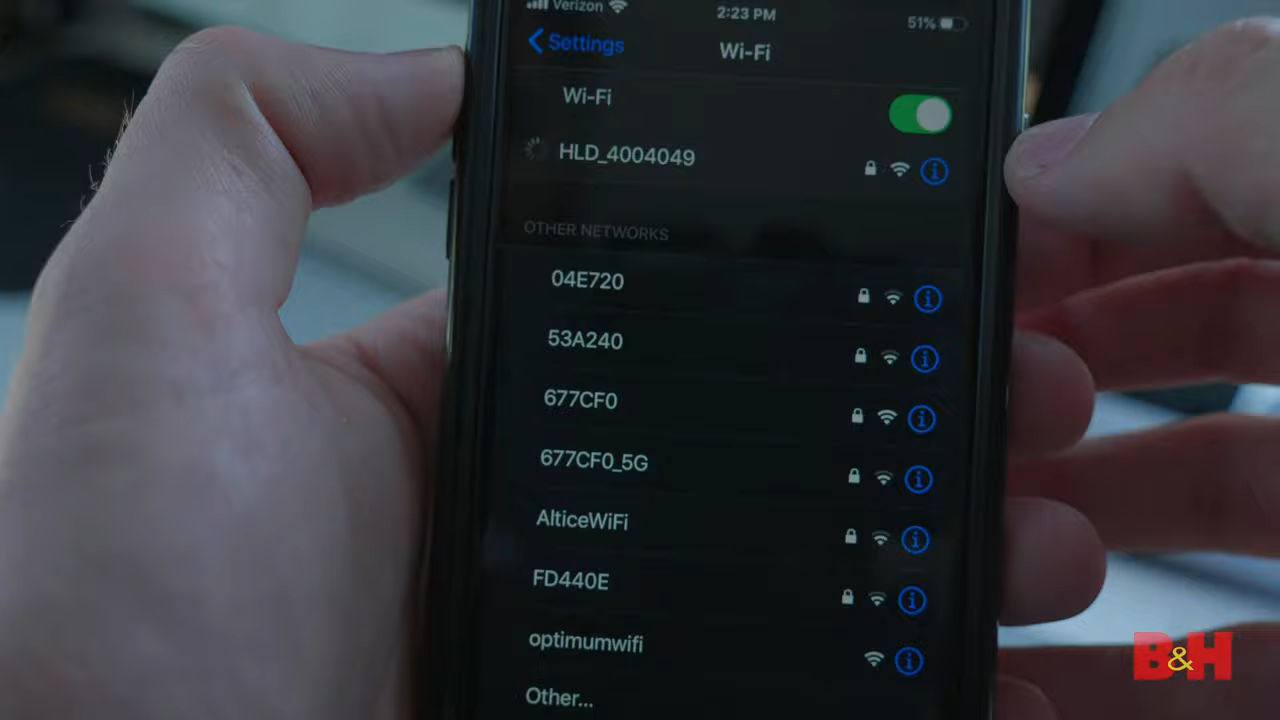 Verizon 2:23 PM 51%
Settings Wi-Fi
Wi-Fi
HLD_4004049
OTHER NETWORKS
04E720
53A240
677CF0
677CF0_5G
AlticeWiFi
FD440E
optimumwifi
Other...
B&H